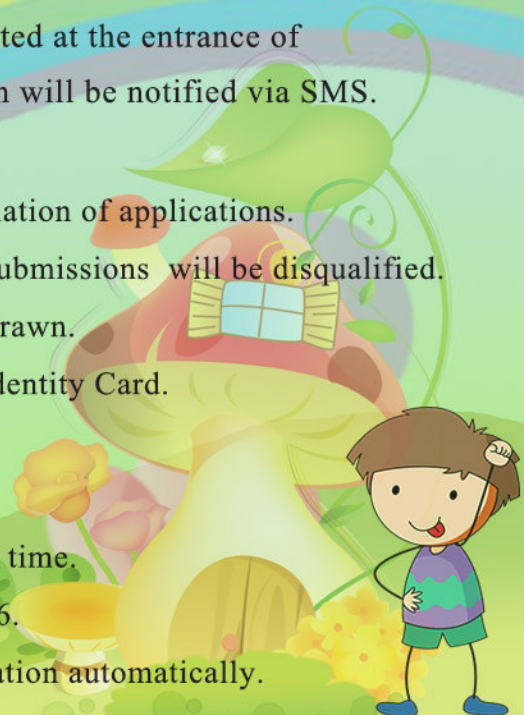 ted at the entrance of
n will be notified via SMS.
ation of applications.
ubmissions will be disqualified.
rawn.
dentity Card.
time.
6.
ation automatically.